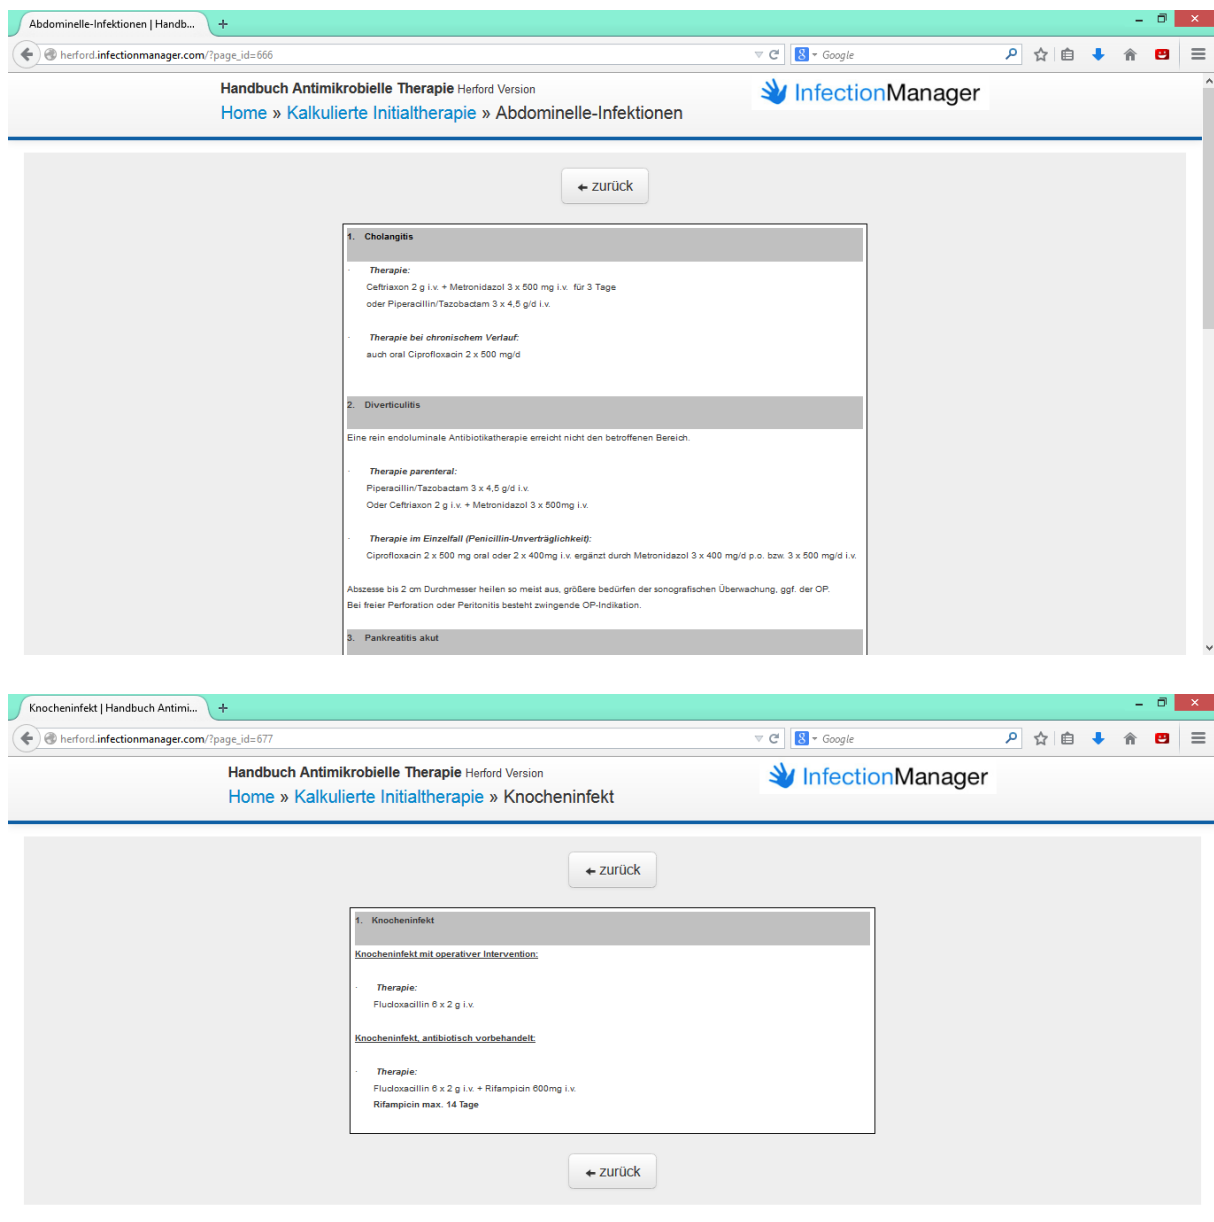 Abdominelle-Infektionen | Handb...
herford.infectionmanager.com/?page_id=666
Google
Handbuch Antimikrobielle Therapie Herford Version
InfectionManager
Home » Kalkulierte Initialtherapie » Abdominelle-Infektionen
zurück
1. Cholangitis
· Therapie:
Ceftriaxon 2 g i.v. + Metronidazol 3 x 500 mg i.v. für 3 Tage
oder Piperacillin/Tazobactam 3 x 4,5 g/d i.v.
· Therapie bei chronischem Verlauf:
auch oral Ciprofloxacin 2 x 500 mg/d
2. Diverticulitis
Eine rein endoluminale Antibiotikatherapie erreicht nicht den betroffenen Bereich.
· Therapie parenteral:
Piperacillin/Tazobactam 3 x 4,5 g/d i.v.
Oder Ceftriaxon 2 g i.v. + Metronidazol 3 x 500mg i.v.
· Therapie im Einzelfall (Penicillin-Unverträglichkeit):
Ciprofloxacin 2 x 500 mg oral oder 2 x 400mg i.v. ergänzt durch Metronidazol 3 x 400 mg/d p.o. bzw. 3 x 500 mg/d i.v.
Abszesse bis 2 cm Durchmesser heilen so meist aus, größere bedürfen der sonografischen Überwachung, ggf. der OP.
Bei freier Perforation oder Peritonitis besteht zwingende OP-Indikation.
3. Pankreatitis akut
Knocheninfekt | Handbuch Antimi...
herford.infectionmanager.com/?page_id=677
Google
Handbuch Antimikrobielle Therapie Herford Version
InfectionManager
Home » Kalkulierte Initialtherapie » Knocheninfekt
zurück
1. Knocheninfekt
Knocheninfekt mit operativer Intervention:
· Therapie:
Flucloxacillin 6 x 2 g i.v.
Knocheninfekt, antibiotisch vorbehandelt:
· Therapie:
Flucloxacillin 6 x 2 g i.v. + Rifampicin 600mg i.v.
Rifampicin max. 14 Tage
zurück